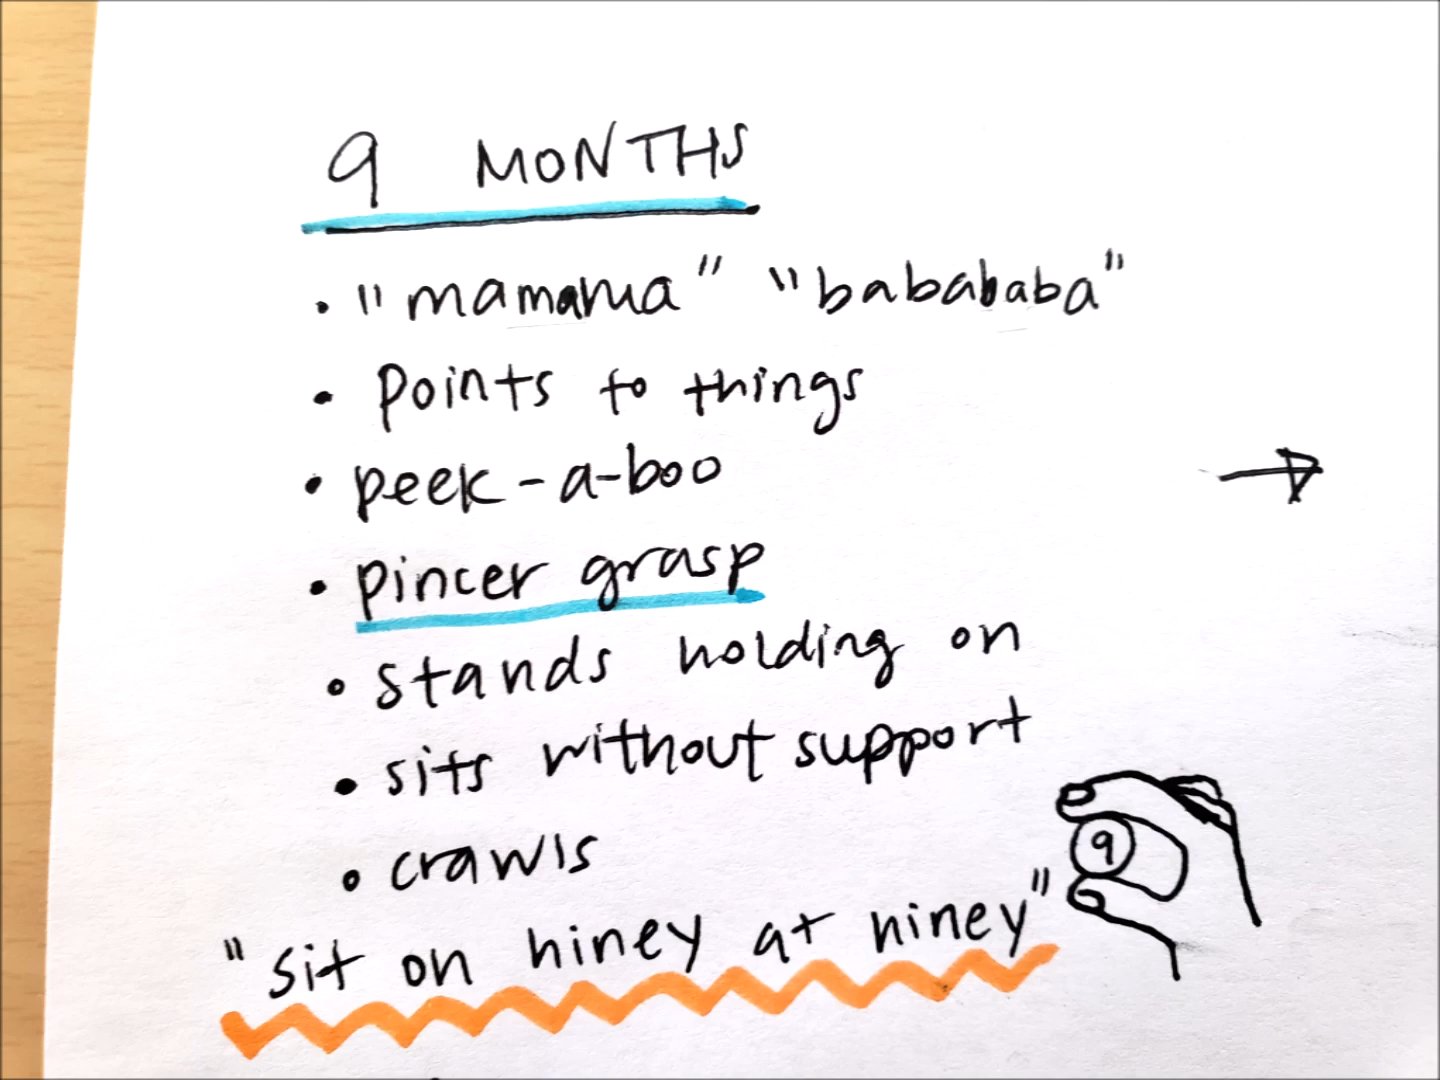 9 MONTHS
• "mamama" "babababa"
• points to things
• peek-a-boo
• pincer grasp
• stands holding on
• sits without support
• crawls
9
"sit on hiney at niney"